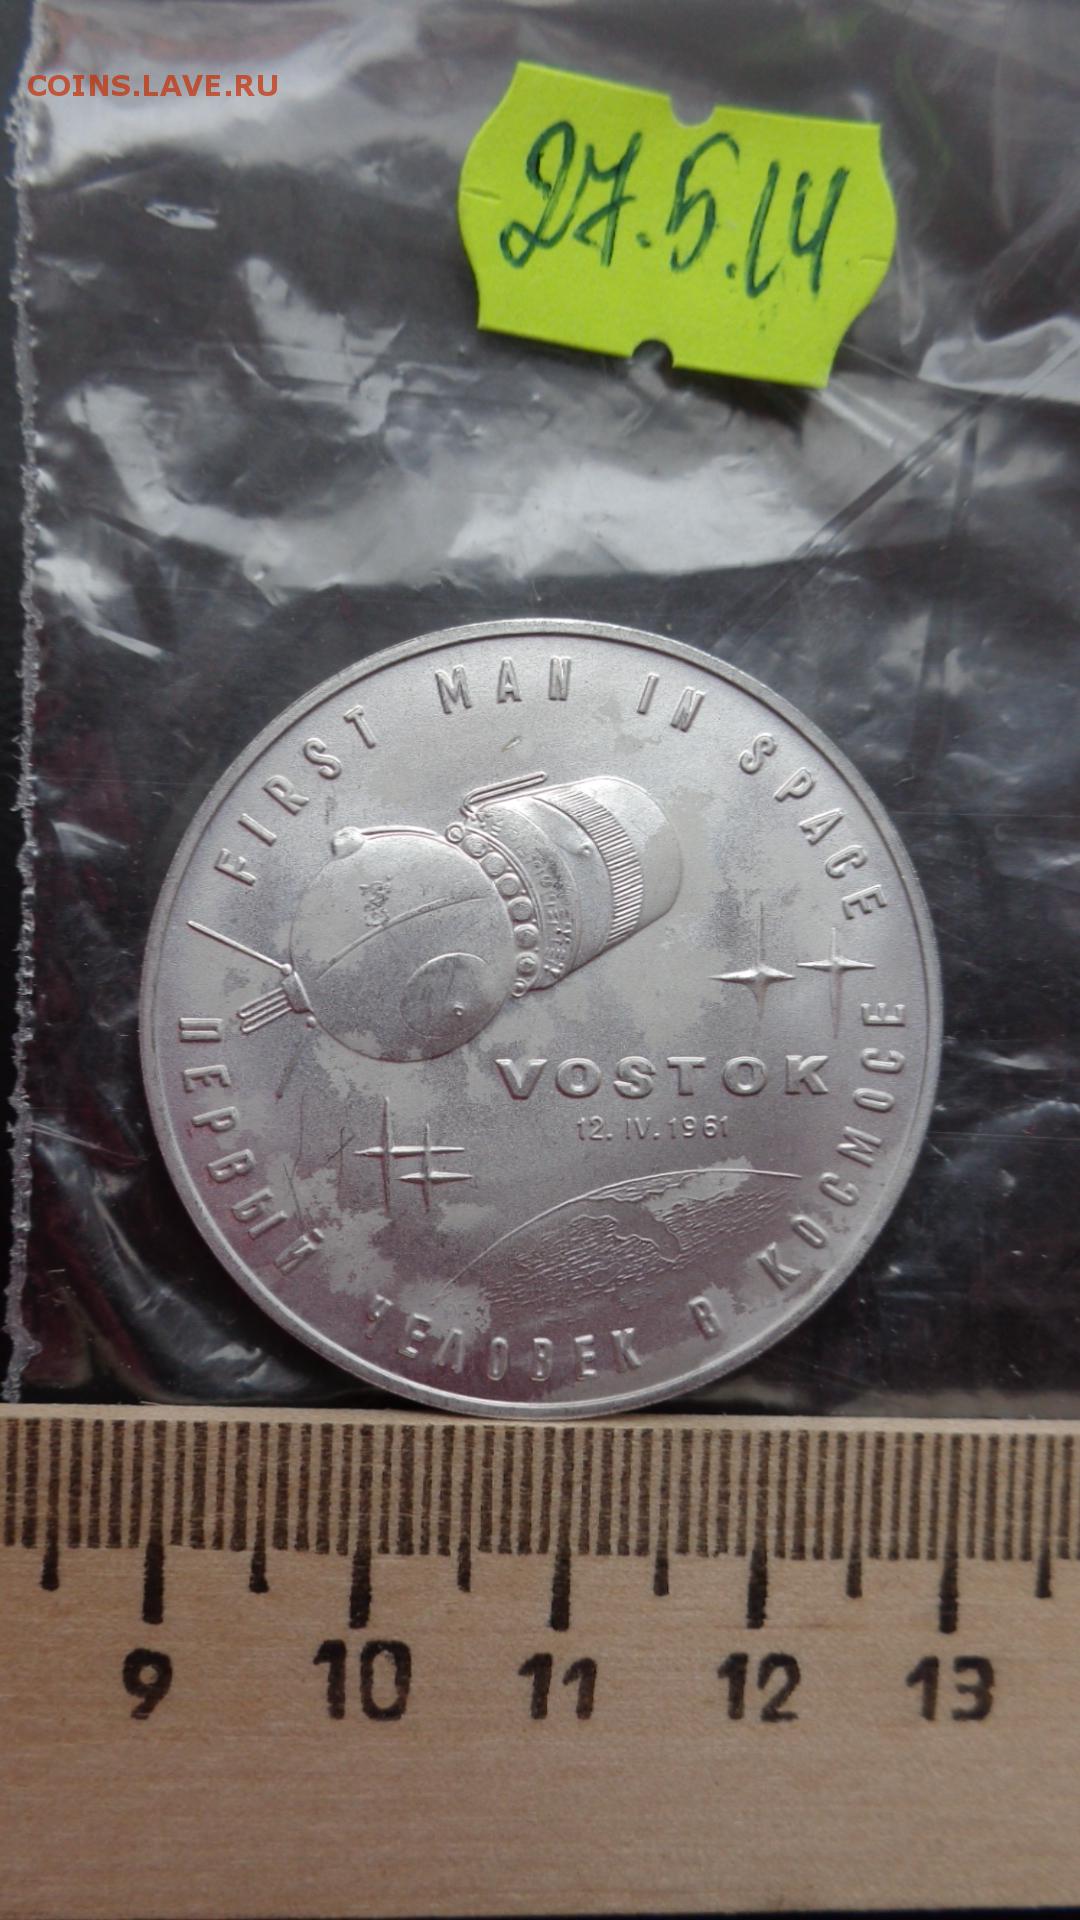 COINS.LAVE.RU
27.5.14
FIRST MAN IN SPACE
VOSTOK
12. IV. 1961
ПЕРВЫЙ ЧЕЛОВЕК В КОСМОСЕ
9 10 11 12 13